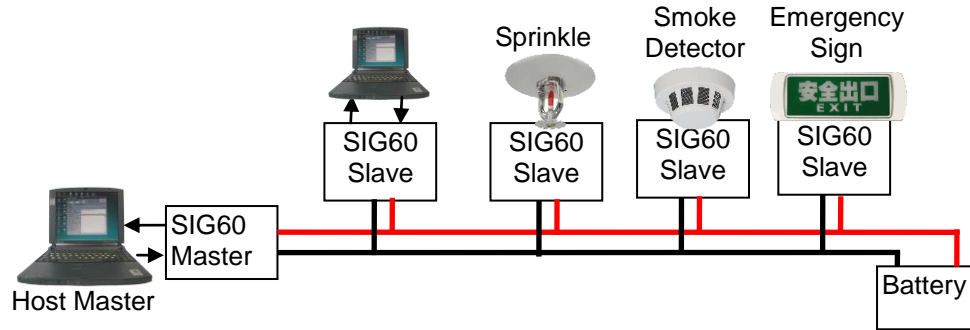 Sprinkle
Smoke
Detector
Emergency
Sign
安全出口
EXIT
SIG60
Slave
SIG60
Slave
SIG60
Slave
SIG60
Slave
SIG60
Master
Host Master
Battery